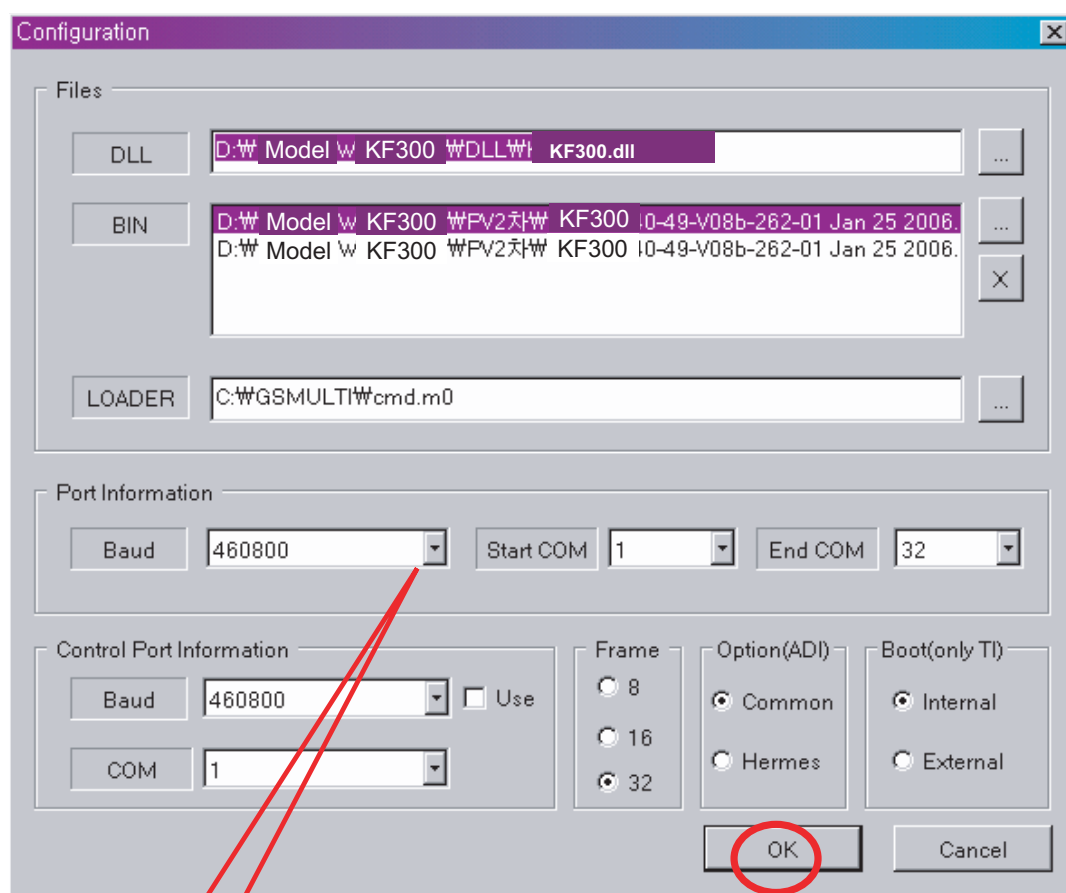 Configuration
Files
DLL
D:₩ Model ₩ KF300 ₩DLL₩ KF300.dll
...
BIN
D:₩ Model ₩ KF300 ₩PV2차₩ KF300 40-49-V08b-262-01 Jan 25 2006.
...
D:₩ Model ₩ KF300 ₩PV2차₩ KF300 40-49-V08b-262-01 Jan 25 2006.
X
LOADER
C:₩GSMULTI₩cmd.m0
...
Port Information
Baud 460800 Start COM 1 End COM 32
Control Port Information
Baud 460800 Use
COM 1
Frame
8
16
32
Option(ADI)
Common
Hermes
Boot(only TI)
Internal
External
OK Cancel